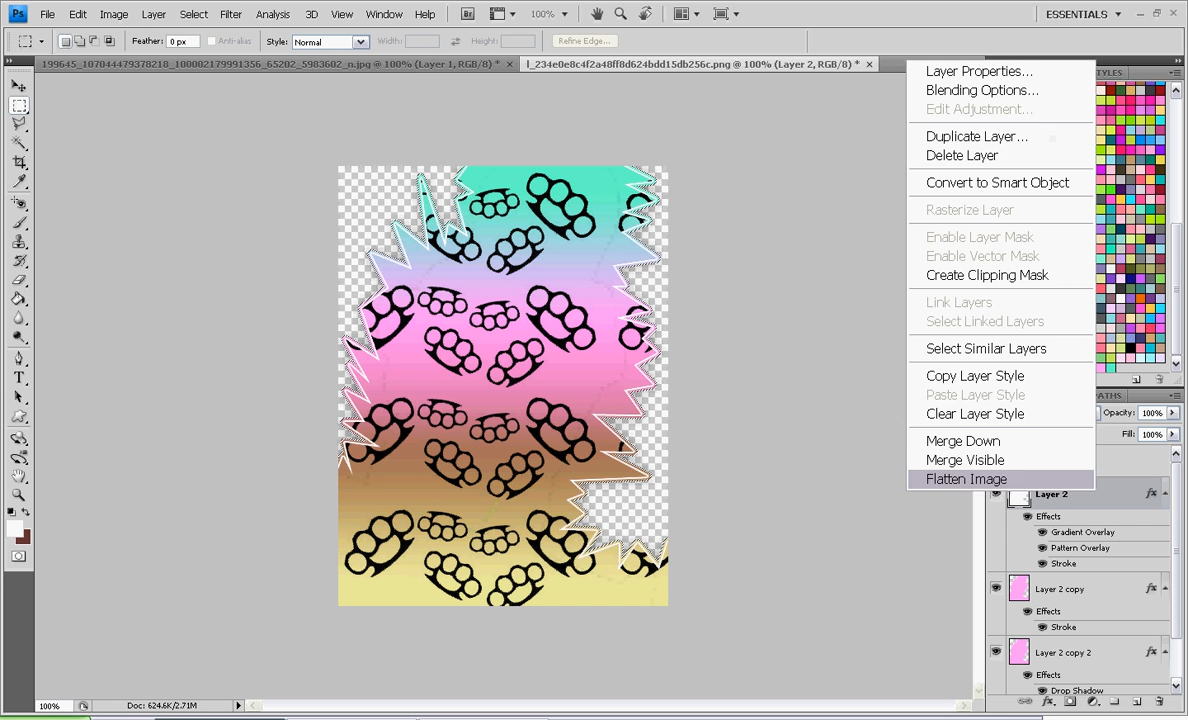 Ps File Edit Image Layer Select Filter Analysis 3D View Window Help Br 100% ESSENTIALS
Feather: 0 px Anti-alias Style: Normal Width: Height: Refine Edge...
199645_107044479378218_100002179991356_65202_5983602_n.jpg @ 100% (Layer 1, RGB/8) * x l_234e0e8c4f2a48ff8d624bdd15db256c.png @ 100% (Layer 2, RGB/8) * x
Layer Properties...
TYLES
Blending Options...
Edit Adjustment...
Duplicate Layer...
Delete Layer
Convert to Smart Object
Rasterize Layer
Enable Layer Mask
Enable Vector Mask
Create Clipping Mask
Link Layers
Select Linked Layers
Select Similar Layers
Copy Layer Style
Paste Layer Style
Clear Layer Style
Merge Down
Merge Visible
Flatten Image
PATHS
Opacity: 100%
Fill: 100%
Layer 2 fx
Effects
Gradient Overlay
Pattern Overlay
Stroke
Layer 2 copy fx
Effects
Stroke
Layer 2 copy 2 fx
Effects
Drop Shadow
100% Doc: 624.6K/2.71M